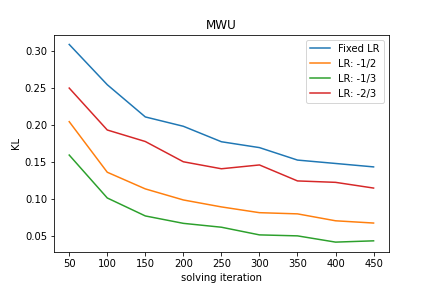 MWU
Fixed LR
LR: -1/2
LR: -1/3
LR: -2/3
KL
0.30
0.25
0.20
0.15
0.10
0.05
50 100 150 200 250 300 350 400 450
solving iteration